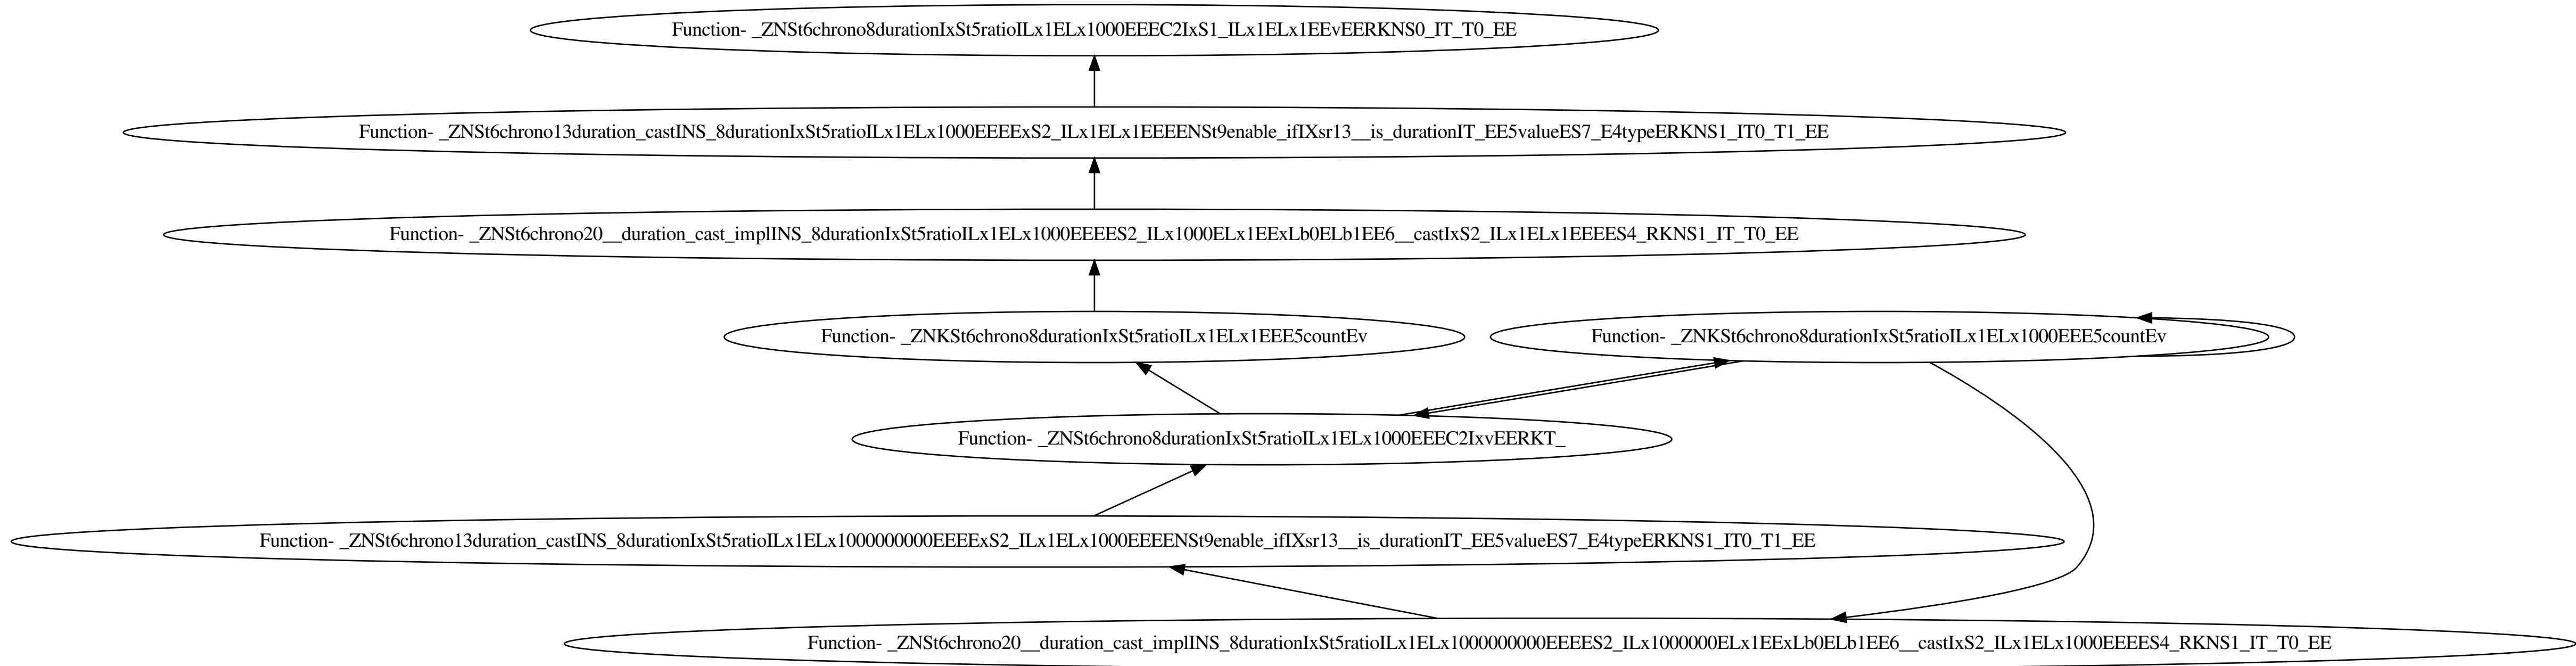 Function- _ZNSt6chrono8durationIxSt5ratioILx1ELx1000EEEC2IxS1_ILx1ELx1EEvEERKNS0_IT_T0_EE
Function- _ZNSt6chrono13duration_castINS_8durationIxSt5ratioILx1ELx1000EEEExS2_ILx1ELx1EEEENSt9enable_ifIXsr13__is_durationIT_EE5valueES7_E4typeERKNS1_IT0_T1_EE
Function- _ZNSt6chrono20__duration_cast_implINS_8durationIxSt5ratioILx1ELx1000EEEES2_ILx1000ELx1EExLb0ELb1EE6__castIxS2_ILx1ELx1EEEES4_RKNS1_IT_T0_EE
Function- _ZNKSt6chrono8durationIxSt5ratioILx1ELx1EEE5countEv
Function- _ZNKSt6chrono8durationIxSt5ratioILx1ELx1000EEE5countEv
Function- _ZNSt6chrono8durationIxSt5ratioILx1ELx1000EEEC2IxvEERKT_
Function- _ZNSt6chrono13duration_castINS_8durationIxSt5ratioILx1ELx1000000000EEEExS2_ILx1ELx1000EEEENSt9enable_ifIXsr13__is_durationIT_EE5valueES7_E4typeERKNS1_IT0_T1_EE
Function- _ZNSt6chrono20__duration_cast_implINS_8durationIxSt5ratioILx1ELx1000000000EEEES2_ILx1000000ELx1EExLb0ELb1EE6__castIxS2_ILx1ELx1000EEEES4_RKNS1_IT_T0_EE